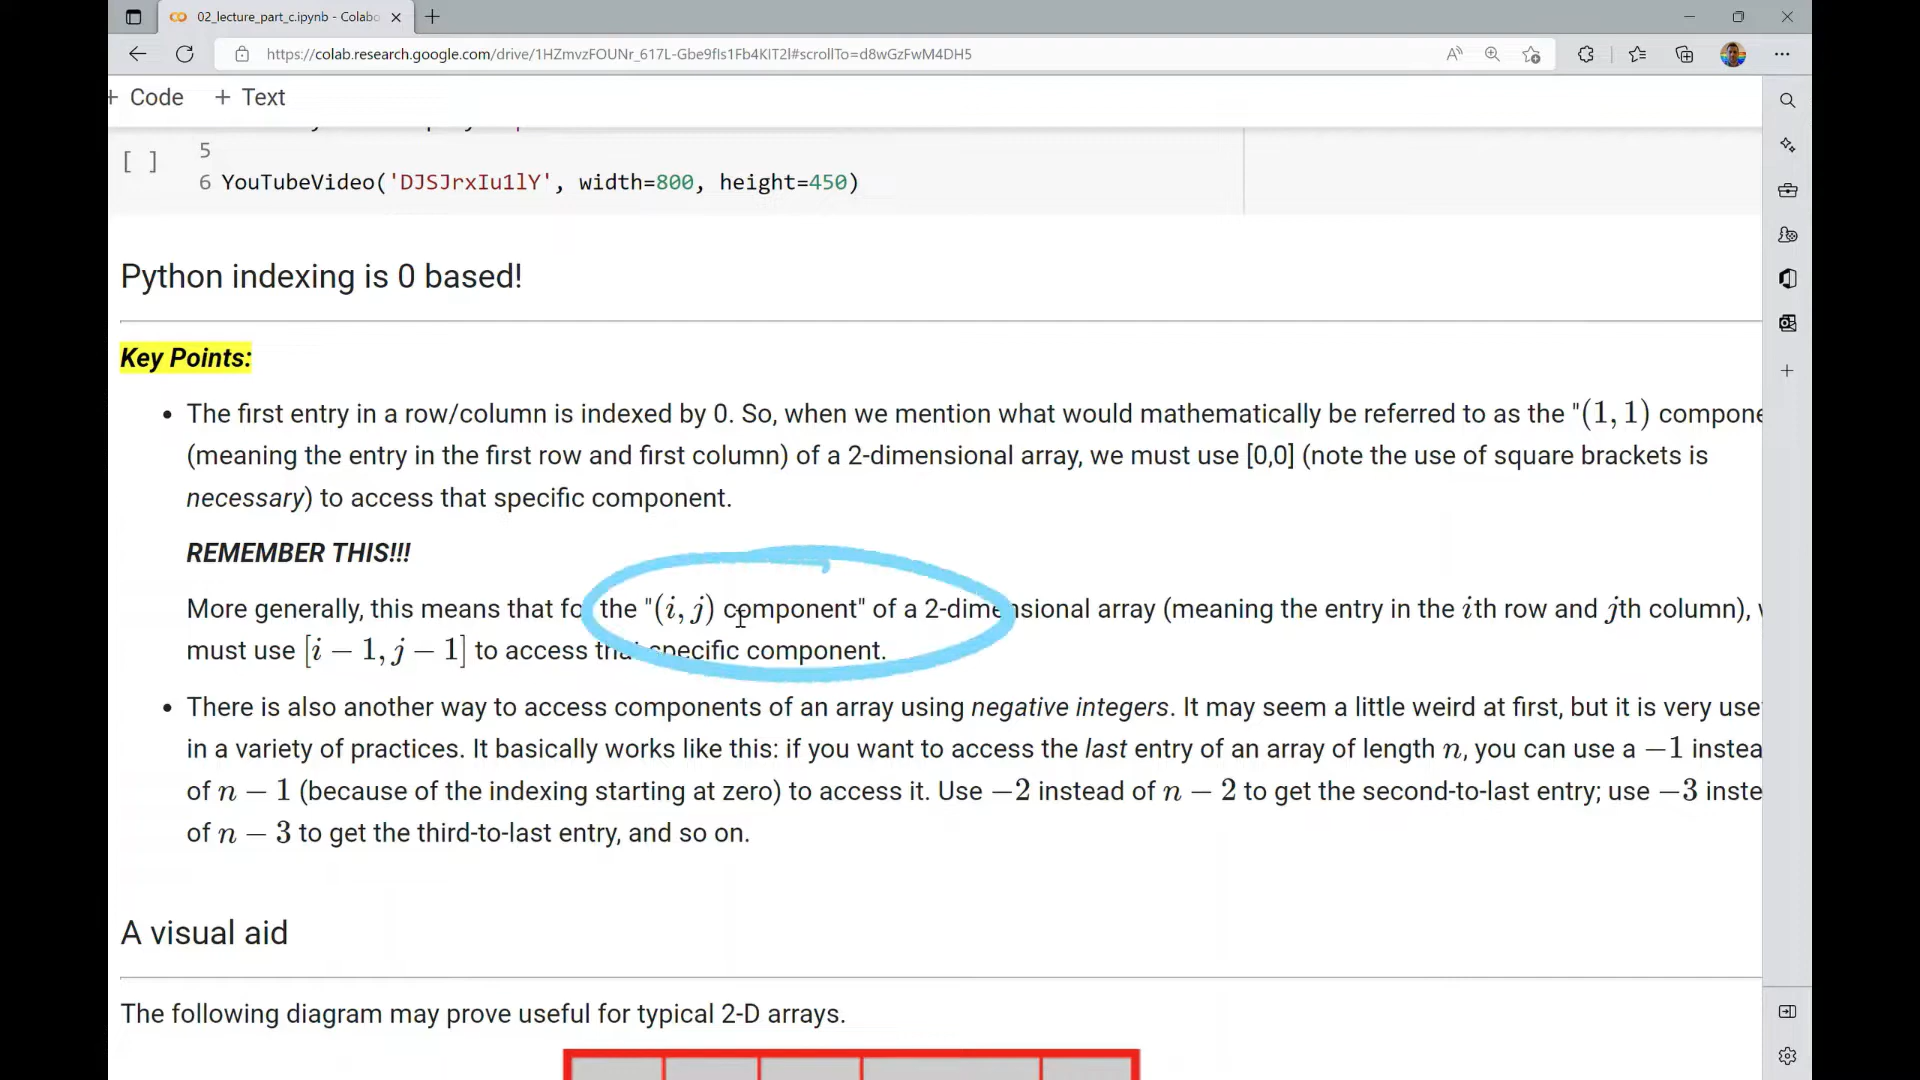 02_lecture_part_c.ipynb - Colabo
https://colab.research.google.com/drive/1HZmvzFOUNr_617L-Gbe9fIs1Fb4KIT2l#scrollTo=d8wGzFwM4DH5
+ Code + Text
5
[ ]
6 YouTubeVideo('DJSJrxIu1lY', width=800, height=450)
Python indexing is 0 based!
Key Points:
• The first entry in a row/column is indexed by 0. So, when we mention what would mathematically be referred to as the "(1, 1) compone
(meaning the entry in the first row and first column) of a 2-dimensional array, we must use [0,0] (note the use of square brackets is
necessary) to access that specific component.
REMEMBER THIS!!!
More generally, this means that for the "(i, j) component" of a 2-dimensional array (meaning the entry in the ith row and jth column),
must use [i − 1, j − 1] to access that specific component.
• There is also another way to access components of an array using negative integers. It may seem a little weird at first, but it is very use
in a variety of practices. It basically works like this: if you want to access the last entry of an array of length n, you can use a −1 instea
of n − 1 (because of the indexing starting at zero) to access it. Use −2 instead of n − 2 to get the second-to-last entry; use −3 inste
of n − 3 to get the third-to-last entry, and so on.
A visual aid
The following diagram may prove useful for typical 2-D arrays.